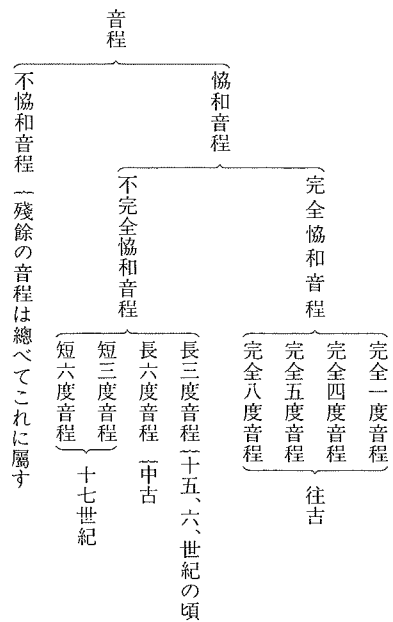 音程
協和音程
完全協和音程
完全一度音程
完全四度音程
完全五度音程
完全八度音程
往古
不完全協和音程
長三度音程
十五、六、世紀の頃
長六度音程
中古
短三度音程
短六度音程
十七世紀
不協和音程
殘餘の音程は總べてこれに屬す